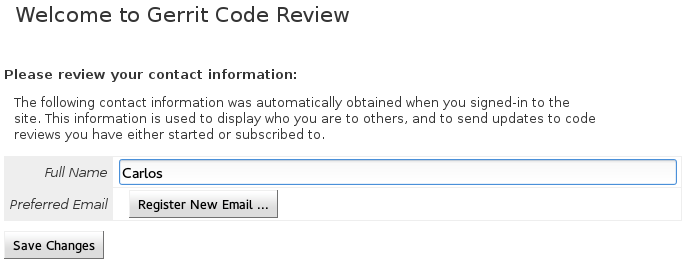 Welcome to Gerrit Code Review
Please review your contact information:
The following contact information was automatically obtained when you signed-in to the
site. This information is used to display who you are to others, and to send updates to code
reviews you have either started or subscribed to.
Full Name Carlos
Preferred Email Register New Email ...
Save Changes